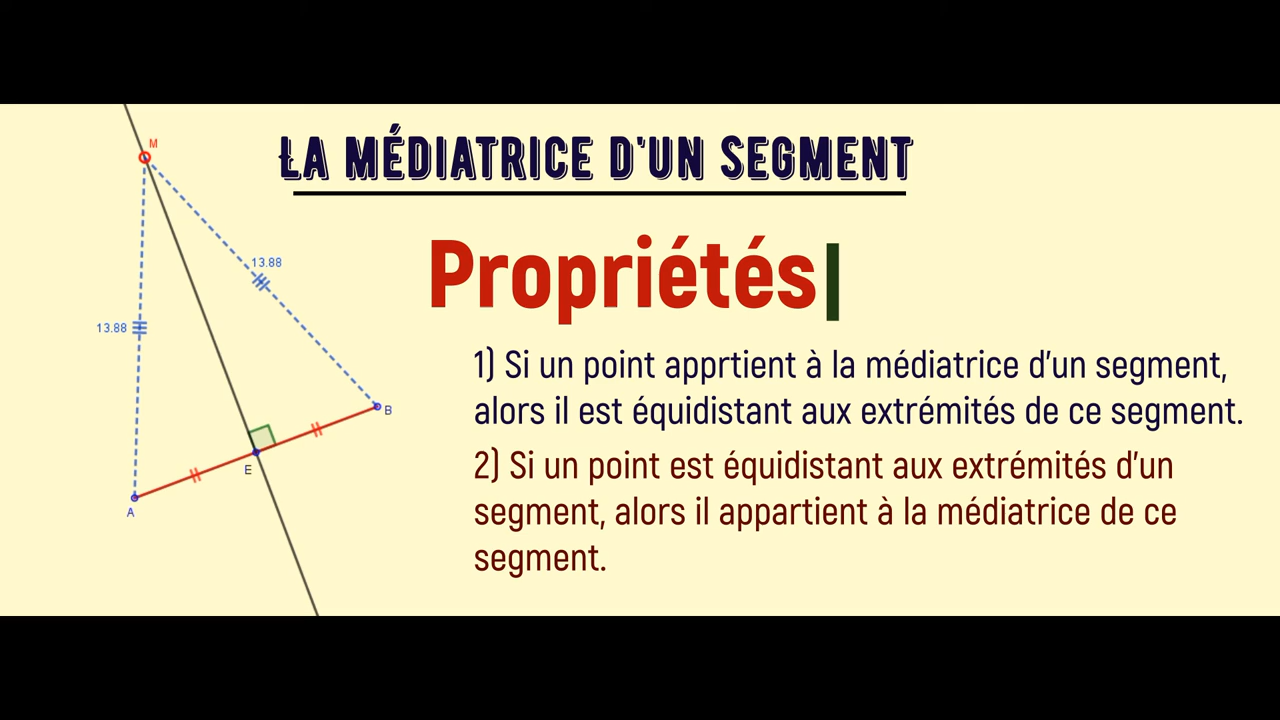 M
LA MÉDIATRICE D'UN SEGMENT
Propriétés
13.88
13.88
1) Si un point apprtient à la médiatrice d'un segment,
alors il est équidistant aux extrémités de ce segment.
B
2) Si un point est équidistant aux extrémités d'un
E
A
segment, alors il appartient à la médiatrice de ce
segment.